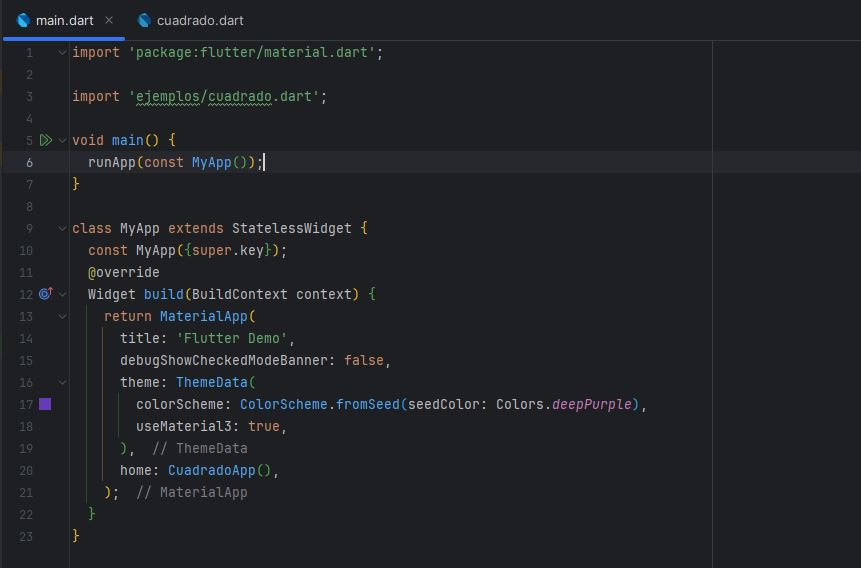 main.dart × cuadrado.dart
1 import 'package:flutter/material.dart';
2
3 import 'ejemplos/cuadrado.dart';
4
5 void main() {
6   runApp(const MyApp());
7 }
8
9 class MyApp extends StatelessWidget {
10   const MyApp({super.key});
11   @override
12   Widget build(BuildContext context) {
13     return MaterialApp(
14       title: 'Flutter Demo',
15       debugShowCheckedModeBanner: false,
16       theme: ThemeData(
17         colorScheme: ColorScheme.fromSeed(seedColor: Colors.deepPurple),
18         useMaterial3: true,
19       ), // ThemeData
20       home: CuadradoApp(),
21     ); // MaterialApp
22   }
23 }